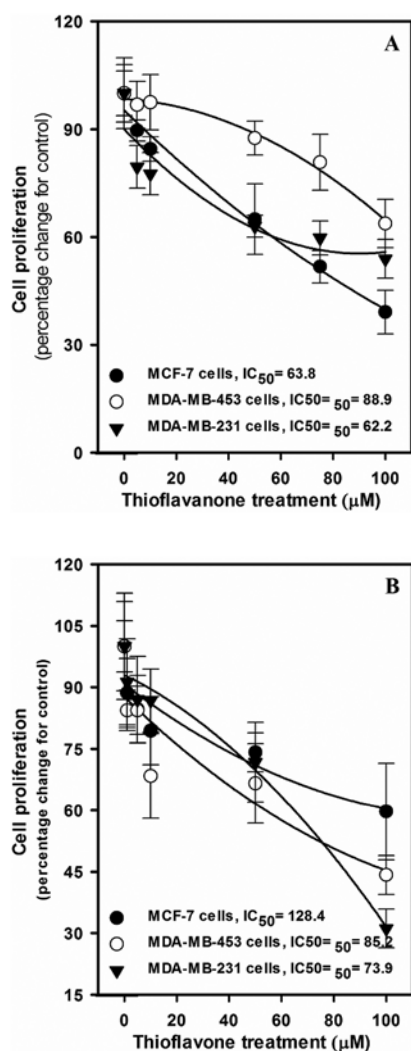 A
120
90
60
30
0
Cell proliferation
(percentage change for control)
MCF-7 cells, IC50= 63.8
MDA-MB-453 cells, IC50= 50= 88.9
MDA-MB-231 cells, IC50= 50= 62.2
0 20 40 60 80 100
Thioflavanone treatment (μM)
B
120
105
90
75
60
45
30
15
Cell proliferation
(percentage change for control)
MCF-7 cells, IC50= 128.4
MDA-MB-453 cells, IC50= 50= 85.2
MDA-MB-231 cells, IC50= 50= 73.9
0 20 40 60 80 100
Thioflavone treatment (μM)